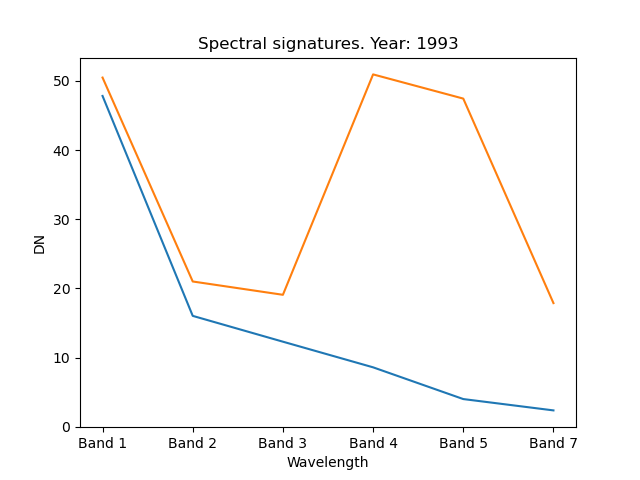 Spectral signatures. Year: 1993
50
40
30
20
10
0
DN
Band 1 Band 2 Band 3 Band 4 Band 5 Band 7
Wavelength